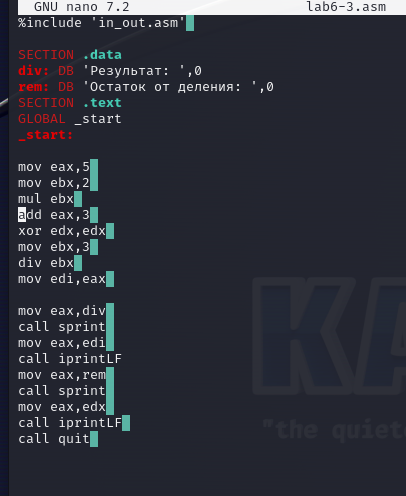 GNU nano 7.2 lab6-3.asm
%include 'in_out.asm'
SECTION .data
div: DB 'Результат: ',0
rem: DB 'Остаток от деления: ',0
SECTION .text
GLOBAL _start
_start:
mov eax,5
mov ebx,2
mul ebx
add eax,3
xor edx,edx
mov ebx,3
div ebx
mov edi,eax
mov eax,div
call sprint
mov eax,edi
call iprintLF
mov eax,rem
call sprint
mov eax,edx
call iprintLF
call quit
KA
"the quiete